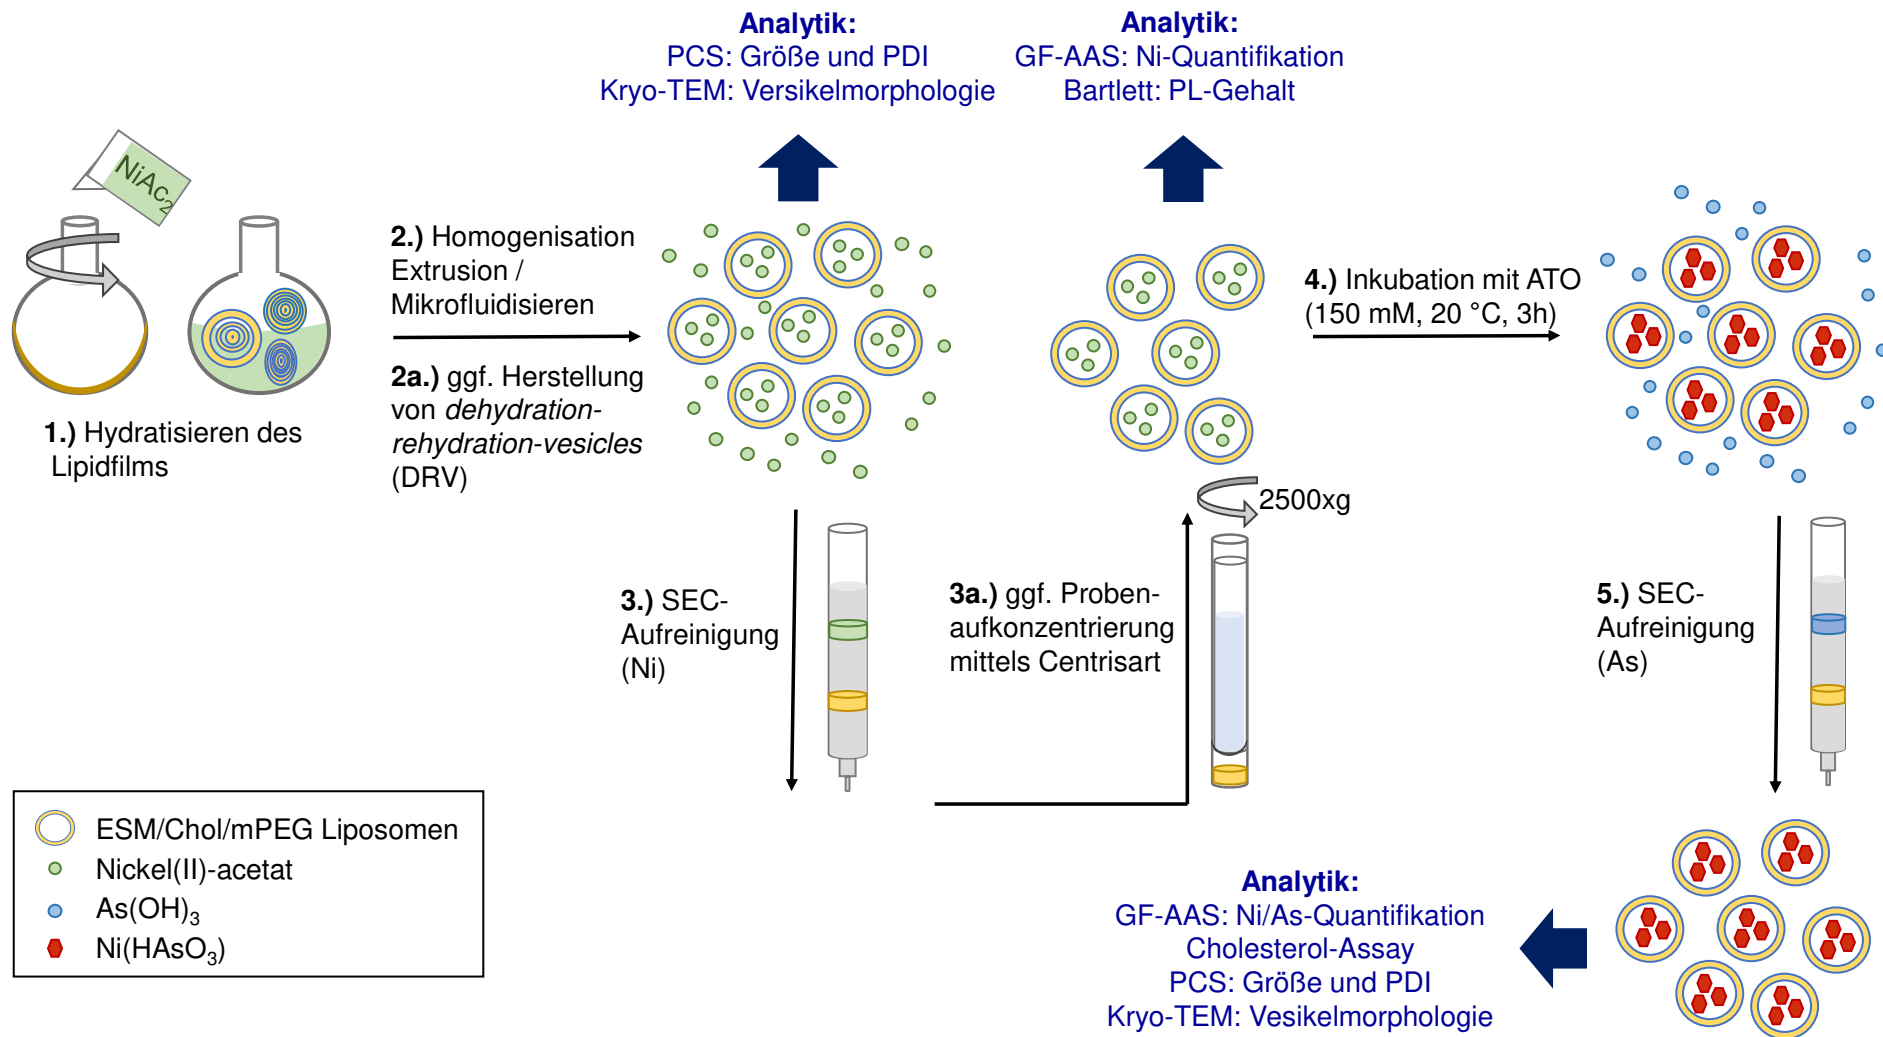 Analytik:
PCS: Größe und PDI
Kryo-TEM: Versikelmorphologie
Analytik:
GF-AAS: Ni-Quantifikation
Bartlett: PL-Gehalt
NiAc2
1.) Hydratisieren des
Lipidfilms
2.) Homogenisation
Extrusion /
Mikrofluidisieren
2a.) ggf. Herstellung
von dehydration-
rehydration-vesicles
(DRV)
3.) SEC-
Aufreinigung
(Ni)
3a.) ggf. Proben-
aufkonzentrierung
mittels Centrisart
2500xg
4.) Inkubation mit ATO
(150 mM, 20 °C, 3h)
5.) SEC-
Aufreinigung
(As)
ESM/Chol/mPEG Liposomen
Nickel(II)-acetat
As(OH)3
Ni(HAsO3)
Analytik:
GF-AAS: Ni/As-Quantifikation
Cholesterol-Assay
PCS: Größe und PDI
Kryo-TEM: Vesikelmorphologie